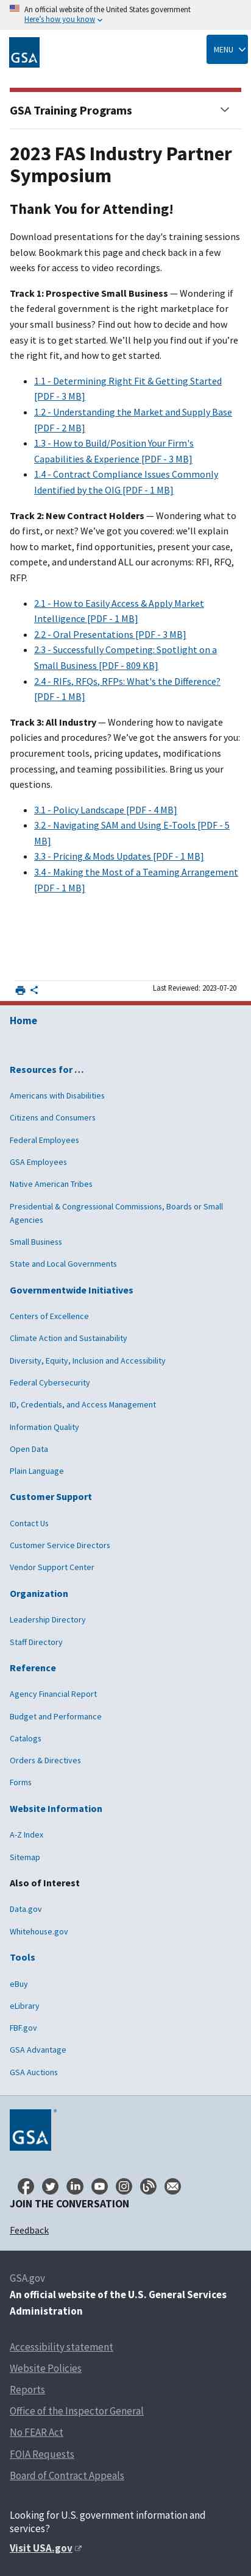 An official website of the United States government
Here's how you know
GSA
MENU
GSA Training Programs
2023 FAS Industry Partner
Symposium
Thank You for Attending!
Download presentations for the day's training sessions
below. Bookmark this page and check back in a few
weeks for access to video recordings.
Track 1: Prospective Small Business — Wondering if
the federal government is the right marketplace for
your small business? Find out how to decide and how
easy it is to get started. We'll help you find out if you're
the right fit, and how to get started.
1.1 - Determining Right Fit & Getting Started
[PDF - 3 MB]
1.2 - Understanding the Market and Supply Base
[PDF - 2 MB]
1.3 - How to Build/Position Your Firm's
Capabilities & Experience [PDF - 3 MB]
1.4 - Contract Compliance Issues Commonly
Identified by the OIG [PDF - 1 MB]
Track 2: New Contract Holders — Wondering what to
do first, or next? We've got you covered; we'll explain
how to market, find opportunities, present your case,
compete, and understand ALL our acronyms: RFI, RFQ,
RFP.
2.1 - How to Easily Access & Apply Market
Intelligence [PDF - 1 MB]
2.2 - Oral Presentations [PDF - 3 MB]
2.3 - Successfully Competing: Spotlight on a
Small Business [PDF - 809 KB]
2.4 - RIFs, RFQs, RFPs: What's the Difference?
[PDF - 1 MB]
Track 3: All Industry — Wondering how to navigate
policies and procedures? We've got the answers for you:
procurement tools, pricing updates, modifications
processing, and teaming possibilities. Bring us your
questions.
3.1 - Policy Landscape [PDF - 4 MB]
3.2 - Navigating SAM and Using E-Tools [PDF - 5
MB]
3.3 - Pricing & Mods Updates [PDF - 1 MB]
3.4 - Making the Most of a Teaming Arrangement
[PDF - 1 MB]
Last Reviewed: 2023-07-20
Home
Resources for …
Americans with Disabilities
Citizens and Consumers
Federal Employees
GSA Employees
Native American Tribes
Presidential & Congressional Commissions, Boards or Small
Agencies
Small Business
State and Local Governments
Governmentwide Initiatives
Centers of Excellence
Climate Action and Sustainability
Diversity, Equity, Inclusion and Accessibility
Federal Cybersecurity
ID, Credentials, and Access Management
Information Quality
Open Data
Plain Language
Customer Support
Contact Us
Customer Service Directors
Vendor Support Center
Organization
Leadership Directory
Staff Directory
Reference
Agency Financial Report
Budget and Performance
Catalogs
Orders & Directives
Forms
Website Information
A-Z Index
Sitemap
Also of Interest
Data.gov
Whitehouse.gov
Tools
eBuy
eLibrary
FBF.gov
GSA Advantage
GSA Auctions
GSA
JOIN THE CONVERSATION
Feedback
GSA.gov
An official website of the U.S. General Services
Administration
Accessibility statement
Website Policies
Reports
Office of the Inspector General
No FEAR Act
FOIA Requests
Board of Contract Appeals
Looking for U.S. government information and
services?
Visit USA.gov